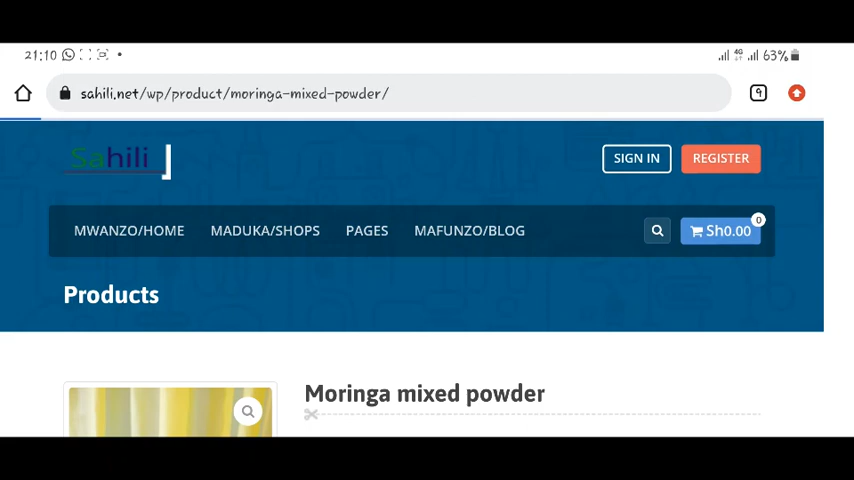 21:10 63%
9
sahili.net/wp/product/moringa-mixed-powder/
Sahili
SIGN IN REGISTER
MWANZO/HOME MADUKA/SHOPS PAGES MAFUNZO/BLOG Sh0.00 0
Products
Moringa mixed powder